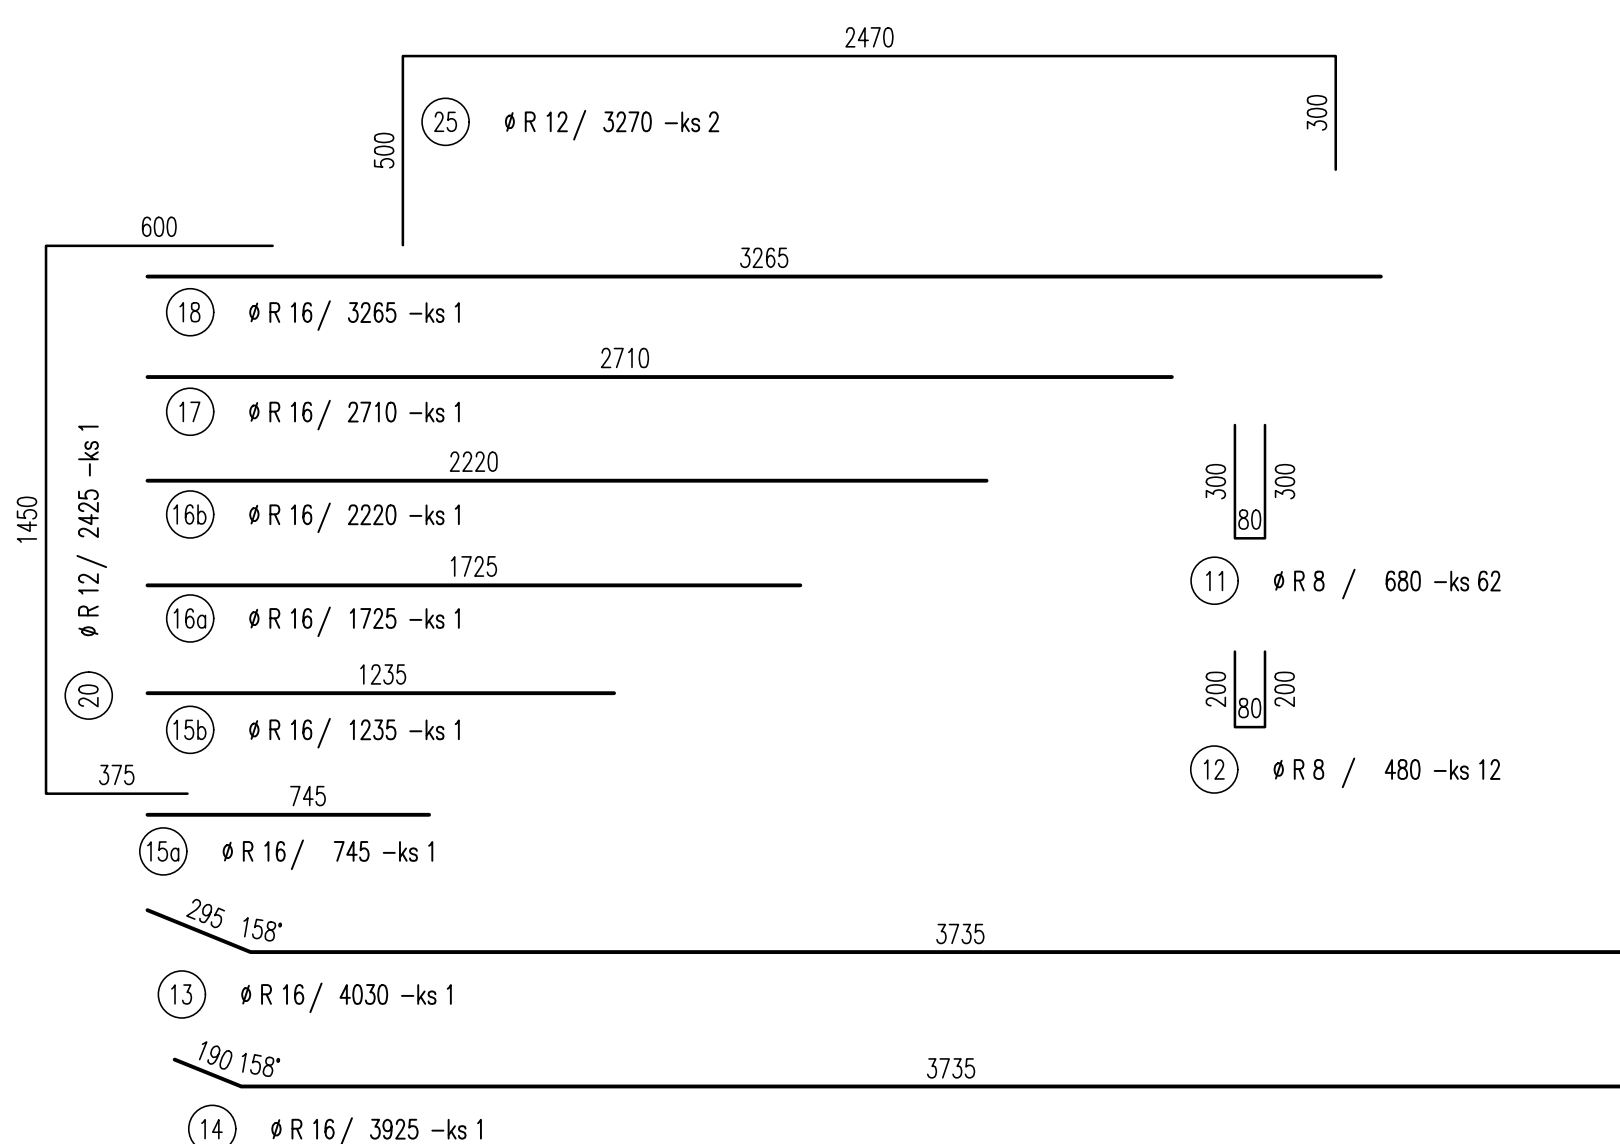 2470
500
25 ø R 12 / 3270 –ks 2
300
600
3265
18 ø R 16 / 3265 –ks 1
2710
17 ø R 16 / 2710 –ks 1
2220
16b ø R 16 / 2220 –ks 1
1725
16a ø R 16 / 1725 –ks 1
1235
15b ø R 16 / 1235 –ks 1
1450
20 ø R 12 / 2425 –ks 1
375
745
15a ø R 16 / 745 –ks 1
300
80
300
11 ø R 8 / 680 –ks 62
200
80
200
12 ø R 8 / 480 –ks 12
295 158°
3735
13 ø R 16 / 4030 –ks 1
190 158°
3735
14 ø R 16 / 3925 –ks 1